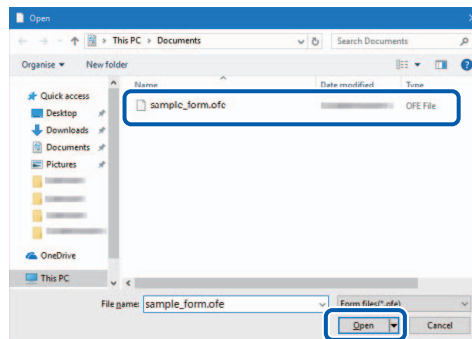 Open
This PC > Documents
Search Documents
Organise
New folder
Name
Date modified
Type
sample_form.ofe
OFE File
Quick access
Desktop
Downloads
Documents
Pictures
OneDrive
This PC
File name: sample_form.ofe
Form files(*.ofe)
Open
Cancel